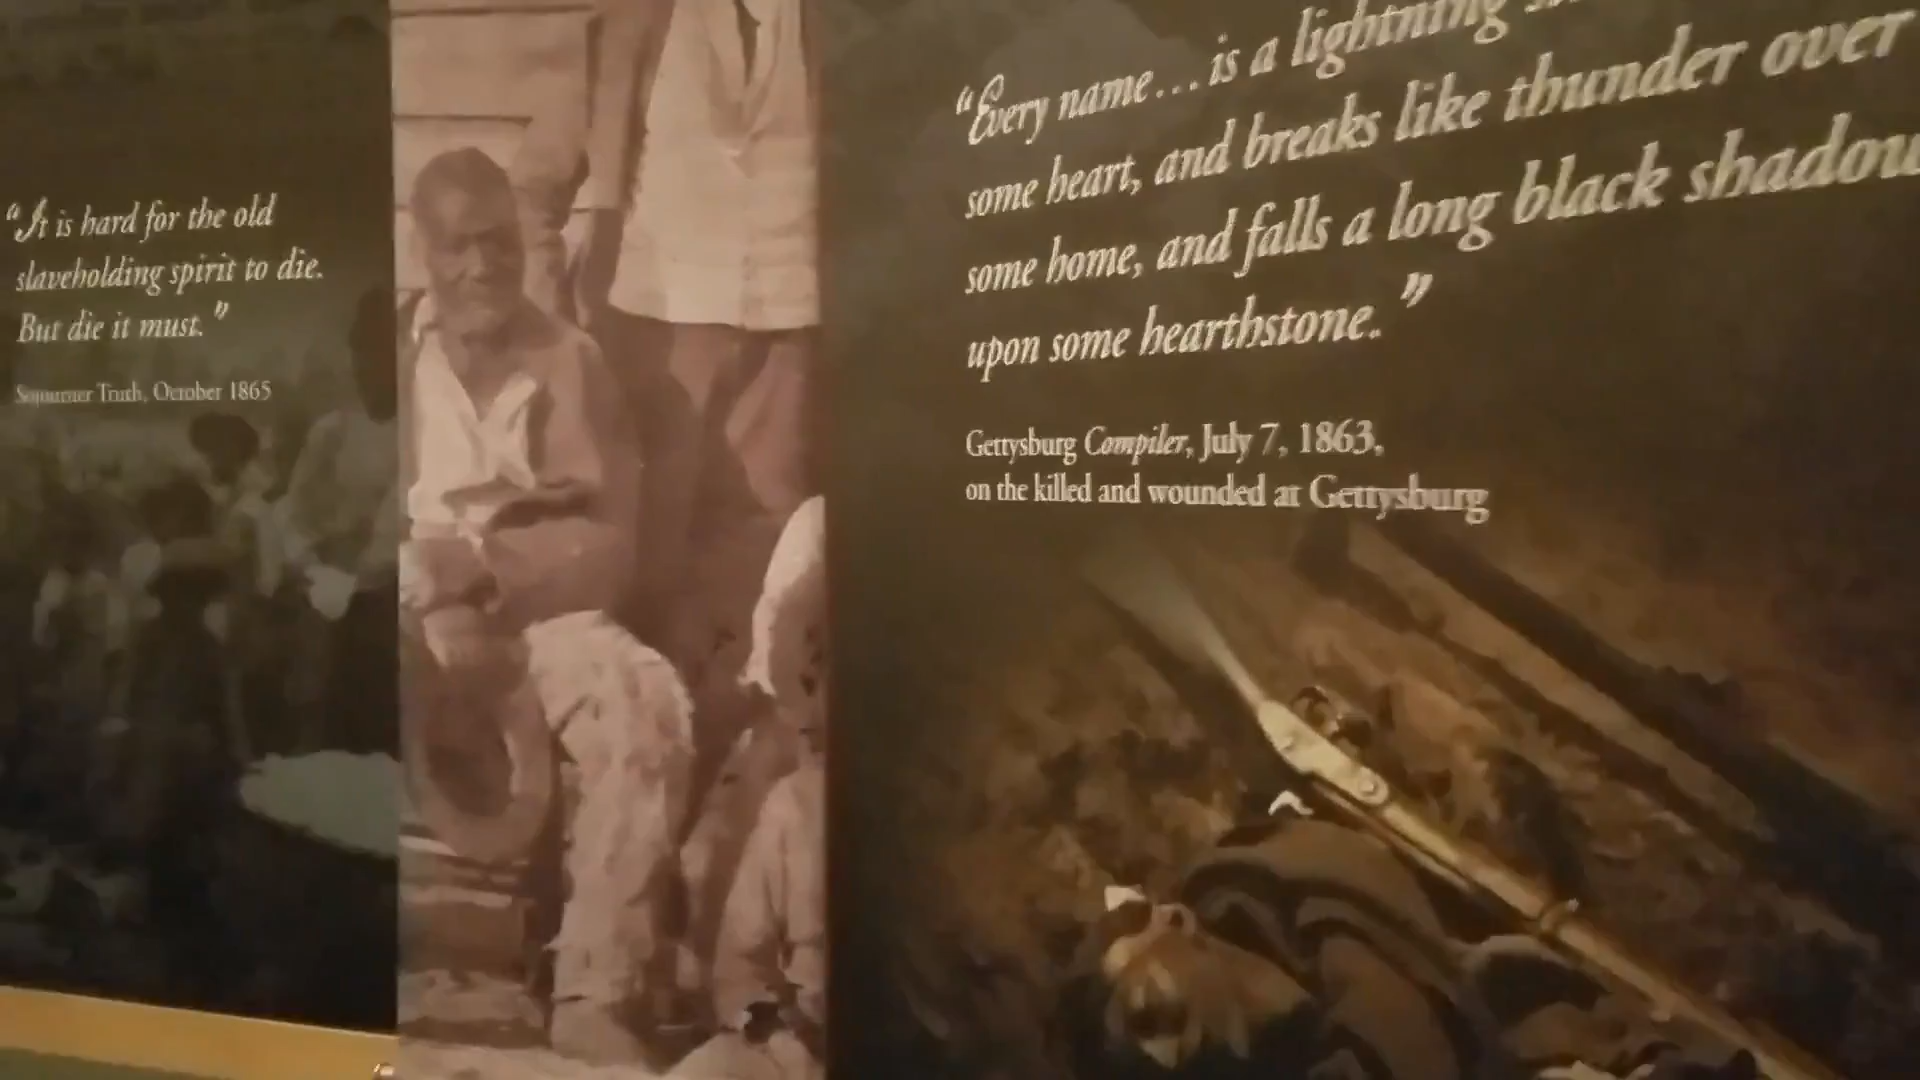 “It is hard for the old
slaveholding spirit to die.
But die it must.”
Sojourner Truth, October 1865
“Every name... is a lightning
some heart, and breaks like thunder over
some home, and falls a long black shadow
upon some hearthstone.”
Gettysburg Compiler, July 7, 1863,
on the killed and wounded at Gettysburg